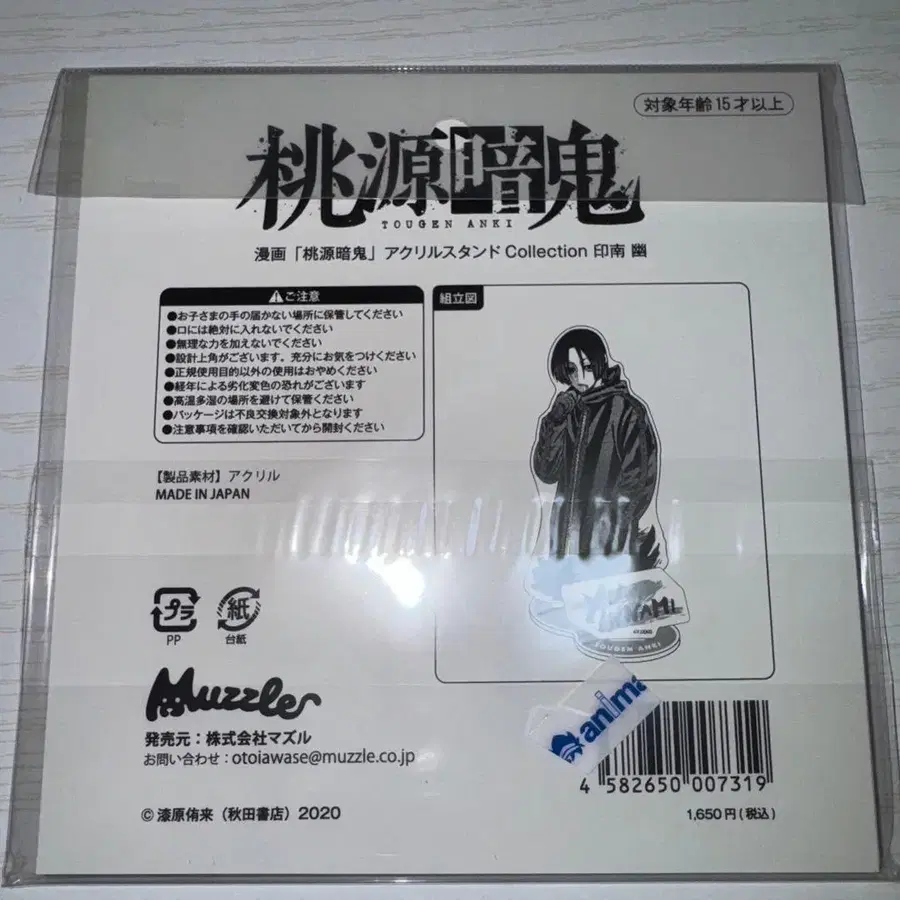 対象年齢15才以上
桃源暗鬼
TOUGEN ANKI
漫画「桃源暗鬼」アクリルスタンド Collection 印南 幽
⚠ご注意
●お子さまの手の届かない場所に保管してください
●口には絶対に入れないでください
●無理な力を加えないでください
●設計上角がございます。充分にお気をつけください
●正規使用目的以外の使用はおやめください
●経年による劣化変色の恐れがございます
●高温多湿の場所を避けて保管ください
●パッケージは不良交換対象外となります
●注意事項を確認いただいてから開封ください
組立図
【製品素材】アクリル
MADE IN JAPAN
プラ
PP
紙
台紙
TOUGEN ANKI
Muzzle
発売元：株式会社マズル
お問い合わせ：otoiawase@muzzle.co.jp
anima
4 582650 007319
©漆原侑来（秋田書店）2020
1,650円(税込)